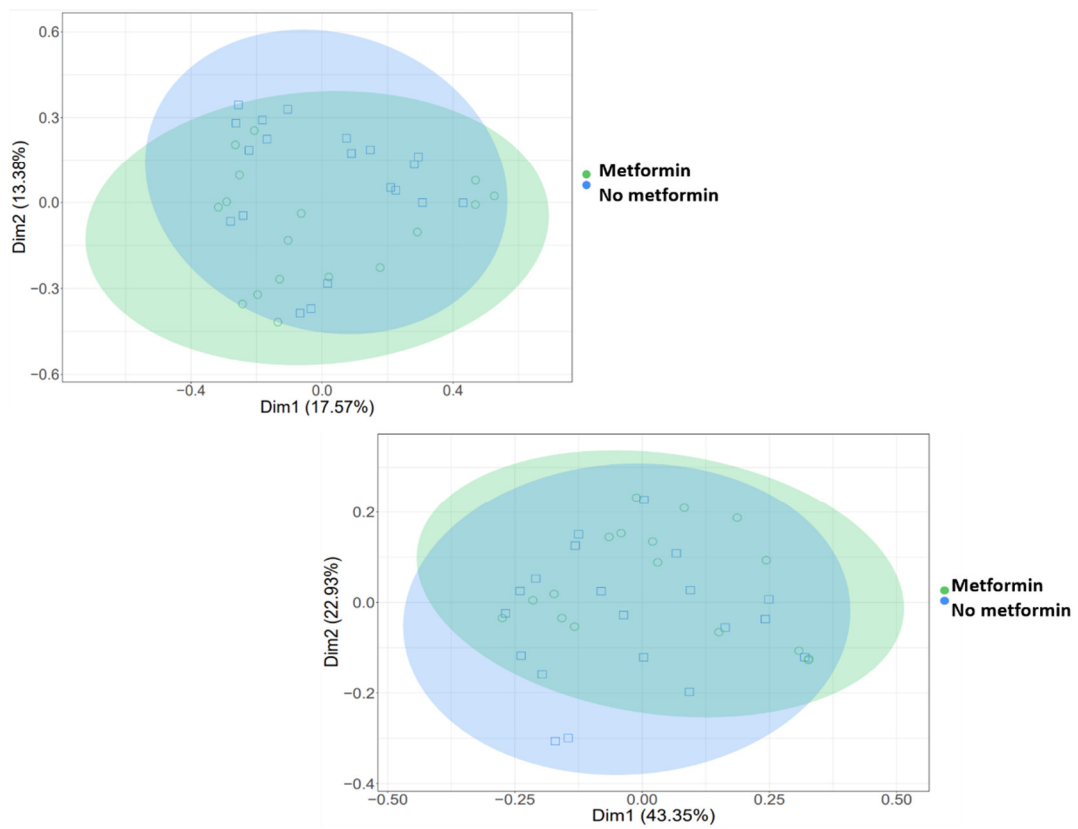 0.6
0.3
0.0
−0.3
−0.6
Dim2 (13.38%)
−0.4
0.0
0.4
Dim1 (17.57%)
Metformin
No metformin
0.2
0.0
−0.2
−0.4
Dim2 (22.93%)
−0.50
−0.25
0.00
0.25
0.50
Dim1 (43.35%)
Metformin
No metformin